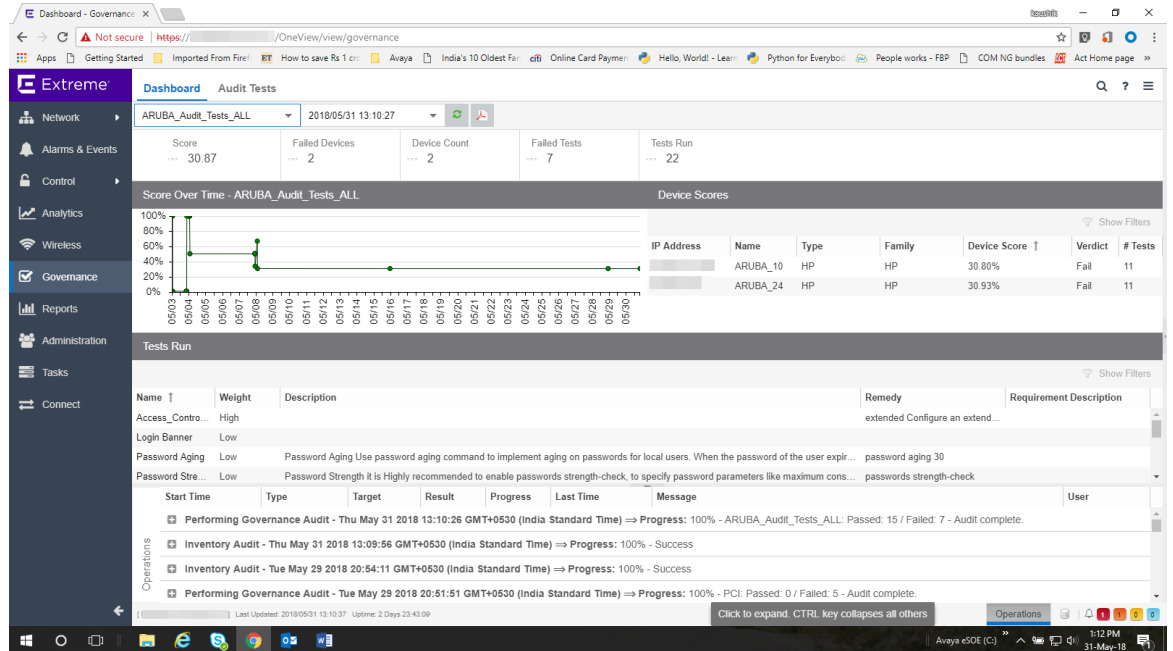 Dashboard - Governance
kaushik
Not secure | https:// /OneView/view/governance
Apps Getting Started Imported From Firef ET How to save Rs 1 crc Avaya India's 10 Oldest Fan citi Online Card Paymen Hello, World! - Learn Python for Everybod People works - FBP COM NG bundles Act Home page »
Extreme
Dashboard Audit Tests
Network
Alarms & Events
Control
Analytics
Wireless
Governance
Reports
Administration
Tasks
Connect
ARUBA_Audit_Tests_ALL 2018/05/31 13:10:27
Score Failed Devices Device Count Failed Tests Tests Run
--- 30.87 --- 2 --- 2 --- 7 --- 22
Score Over Time - ARUBA_Audit_Tests_ALL
100%
80%
60%
40%
20%
0%
05/03 05/04 05/05 05/06 05/07 05/08 05/09 05/10 05/11 05/12 05/13 05/14 05/15 05/16 05/17 05/18 05/19 05/20 05/21 05/22 05/23 05/24 05/25 05/26 05/27 05/28 05/29 05/30
Device Scores
Show Filters
IP Address Name Type Family Device Score ↑ Verdict # Tests
ARUBA_10 HP HP 30.80% Fail 11
ARUBA_24 HP HP 30.93% Fail 11
Tests Run
Show Filters
Name ↑ Weight Description Remedy Requirement Description
Access_Contro... High extended Configure an extend...
Login Banner Low
Password Aging Low Password Aging Use password aging command to implement aging on passwords for local users. When the password of the user expir... password aging 30
Password Stre... Low Password Strength it is Highly recommended to enable passwords strength-check, to specify password parameters like maximum cons... passwords strength-check
Operations
Start Time Type Target Result Progress Last Time Message User
Performing Governance Audit - Thu May 31 2018 13:10:26 GMT+0530 (India Standard Time) ⇒ Progress: 100% - ARUBA_Audit_Tests_ALL: Passed: 15 / Failed: 7 - Audit complete.
Inventory Audit - Thu May 31 2018 13:09:56 GMT+0530 (India Standard Time) ⇒ Progress: 100% - Success
Inventory Audit - Tue May 29 2018 20:54:11 GMT+0530 (India Standard Time) ⇒ Progress: 100% - Success
Performing Governance Audit - Tue May 29 2018 20:51:51 GMT+0530 (India Standard Time) ⇒ Progress: 100% - PCI: Passed: 0 / Failed: 5 - Audit complete.
[ ] Last Updated: 2018/05/31 13:10:37 Uptime: 2 Days 23:43:09
Click to expand. CTRL key collapses all others
Operations 1 1 0 0
Avaya eSOE (C:) » 1:12 PM
31-May-18